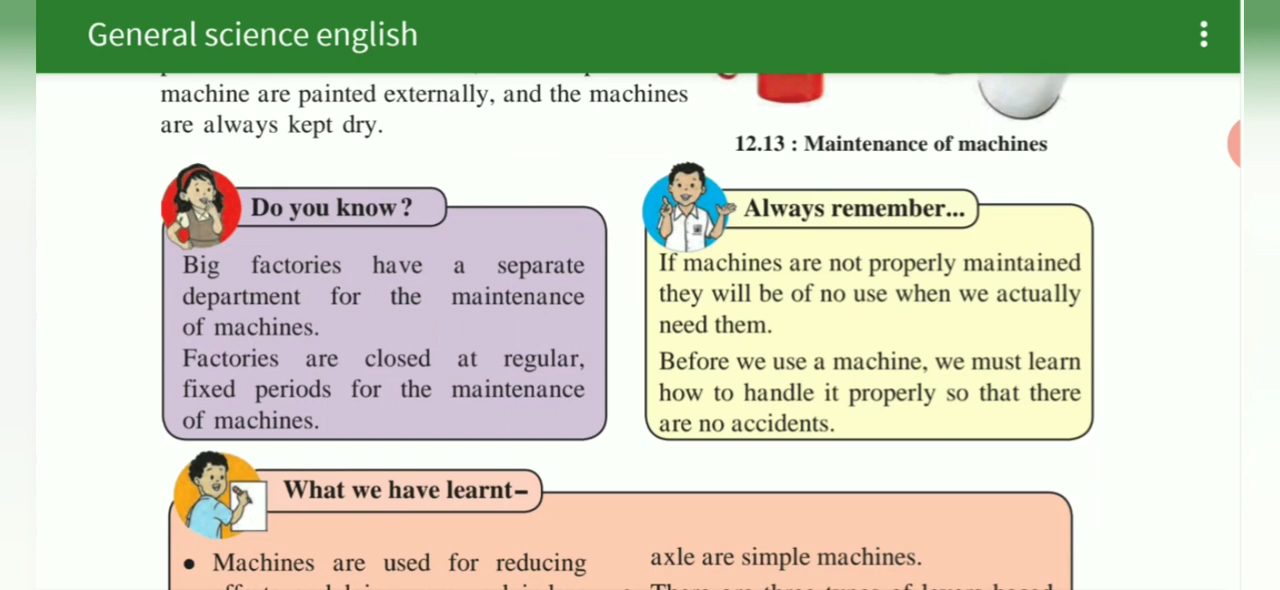 General science english
machine are painted externally, and the machines
are always kept dry.
12.13 : Maintenance of machines
Do you know?
Big factories have a separate
department for the maintenance
of machines.
Factories are closed at regular,
fixed periods for the maintenance
of machines.
Always remember...
If machines are not properly maintained
they will be of no use when we actually
need them.
Before we use a machine, we must learn
how to handle it properly so that there
are no accidents.
What we have learnt–
• Machines are used for reducing
axle are simple machines.